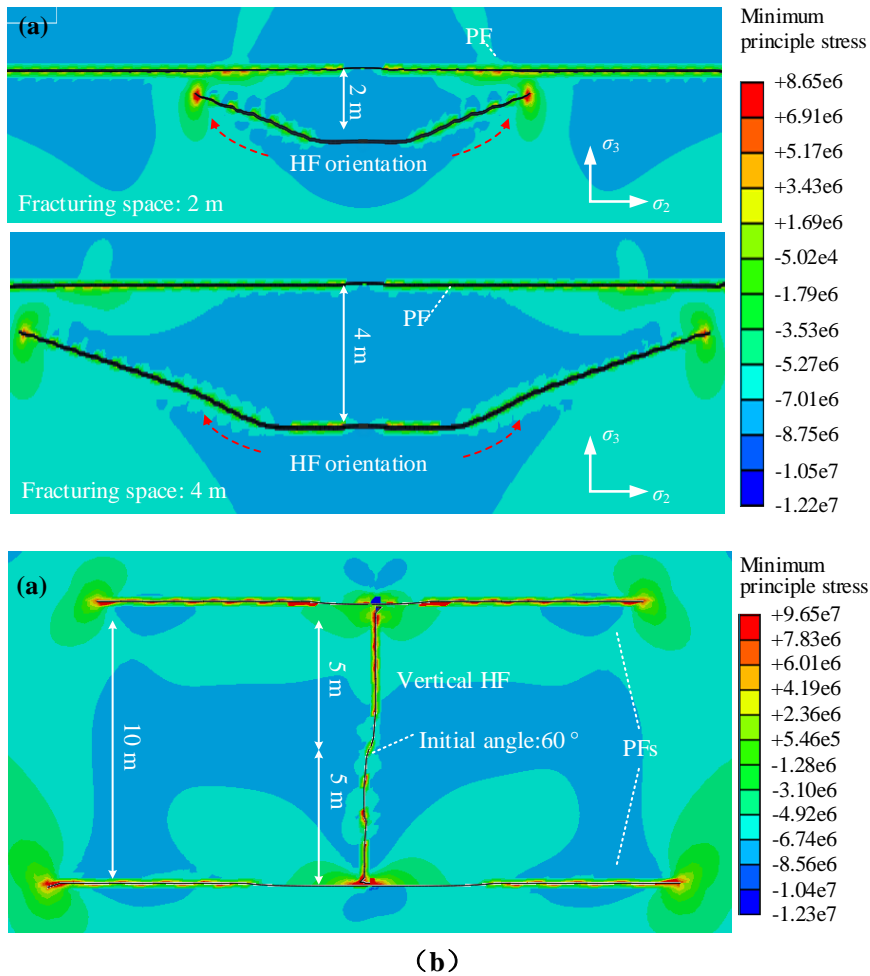 (a)
PF
2 m
HF orientation
σ3
σ2
Fracturing space: 2 m
PF
4 m
HF orientation
σ3
σ2
Fracturing space: 4 m
Minimum
principle stress
+8.65e6
+6.91e6
+5.17e6
+3.43e6
+1.69e6
-5.02e4
-1.79e6
-3.53e6
-5.27e6
-7.01e6
-8.75e6
-1.05e7
-1.22e7
(a)
5 m
Vertical HF
10 m
Initial angle:60 °
PFs
5 m
Minimum
principle stress
+9.65e7
+7.83e6
+6.01e6
+4.19e6
+2.36e6
+5.46e5
-1.28e6
-3.10e6
-4.92e6
-6.74e6
-8.56e6
-1.04e7
-1.23e7
（b）